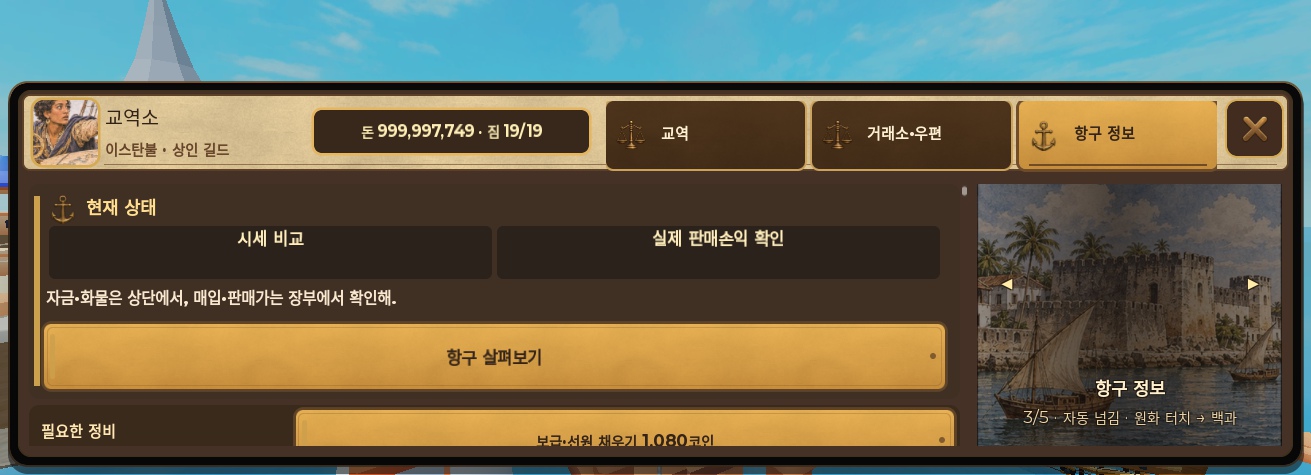 교역소
이스탄불 · 상인 길드
돈 999,997,749 · 짐 19/19
교역
거래소•우편
항구 정보
현재 상태
시세 비교
실제 판매손익 확인
자금•화물은 상단에서, 매입•판매가는 장부에서 확인해.
항구 살펴보기
필요한 정비
보급•선원 채우기 1,080코인
◀
▶
항구 정보
3/5 · 자동 넘김 · 원화 터치 → 백과